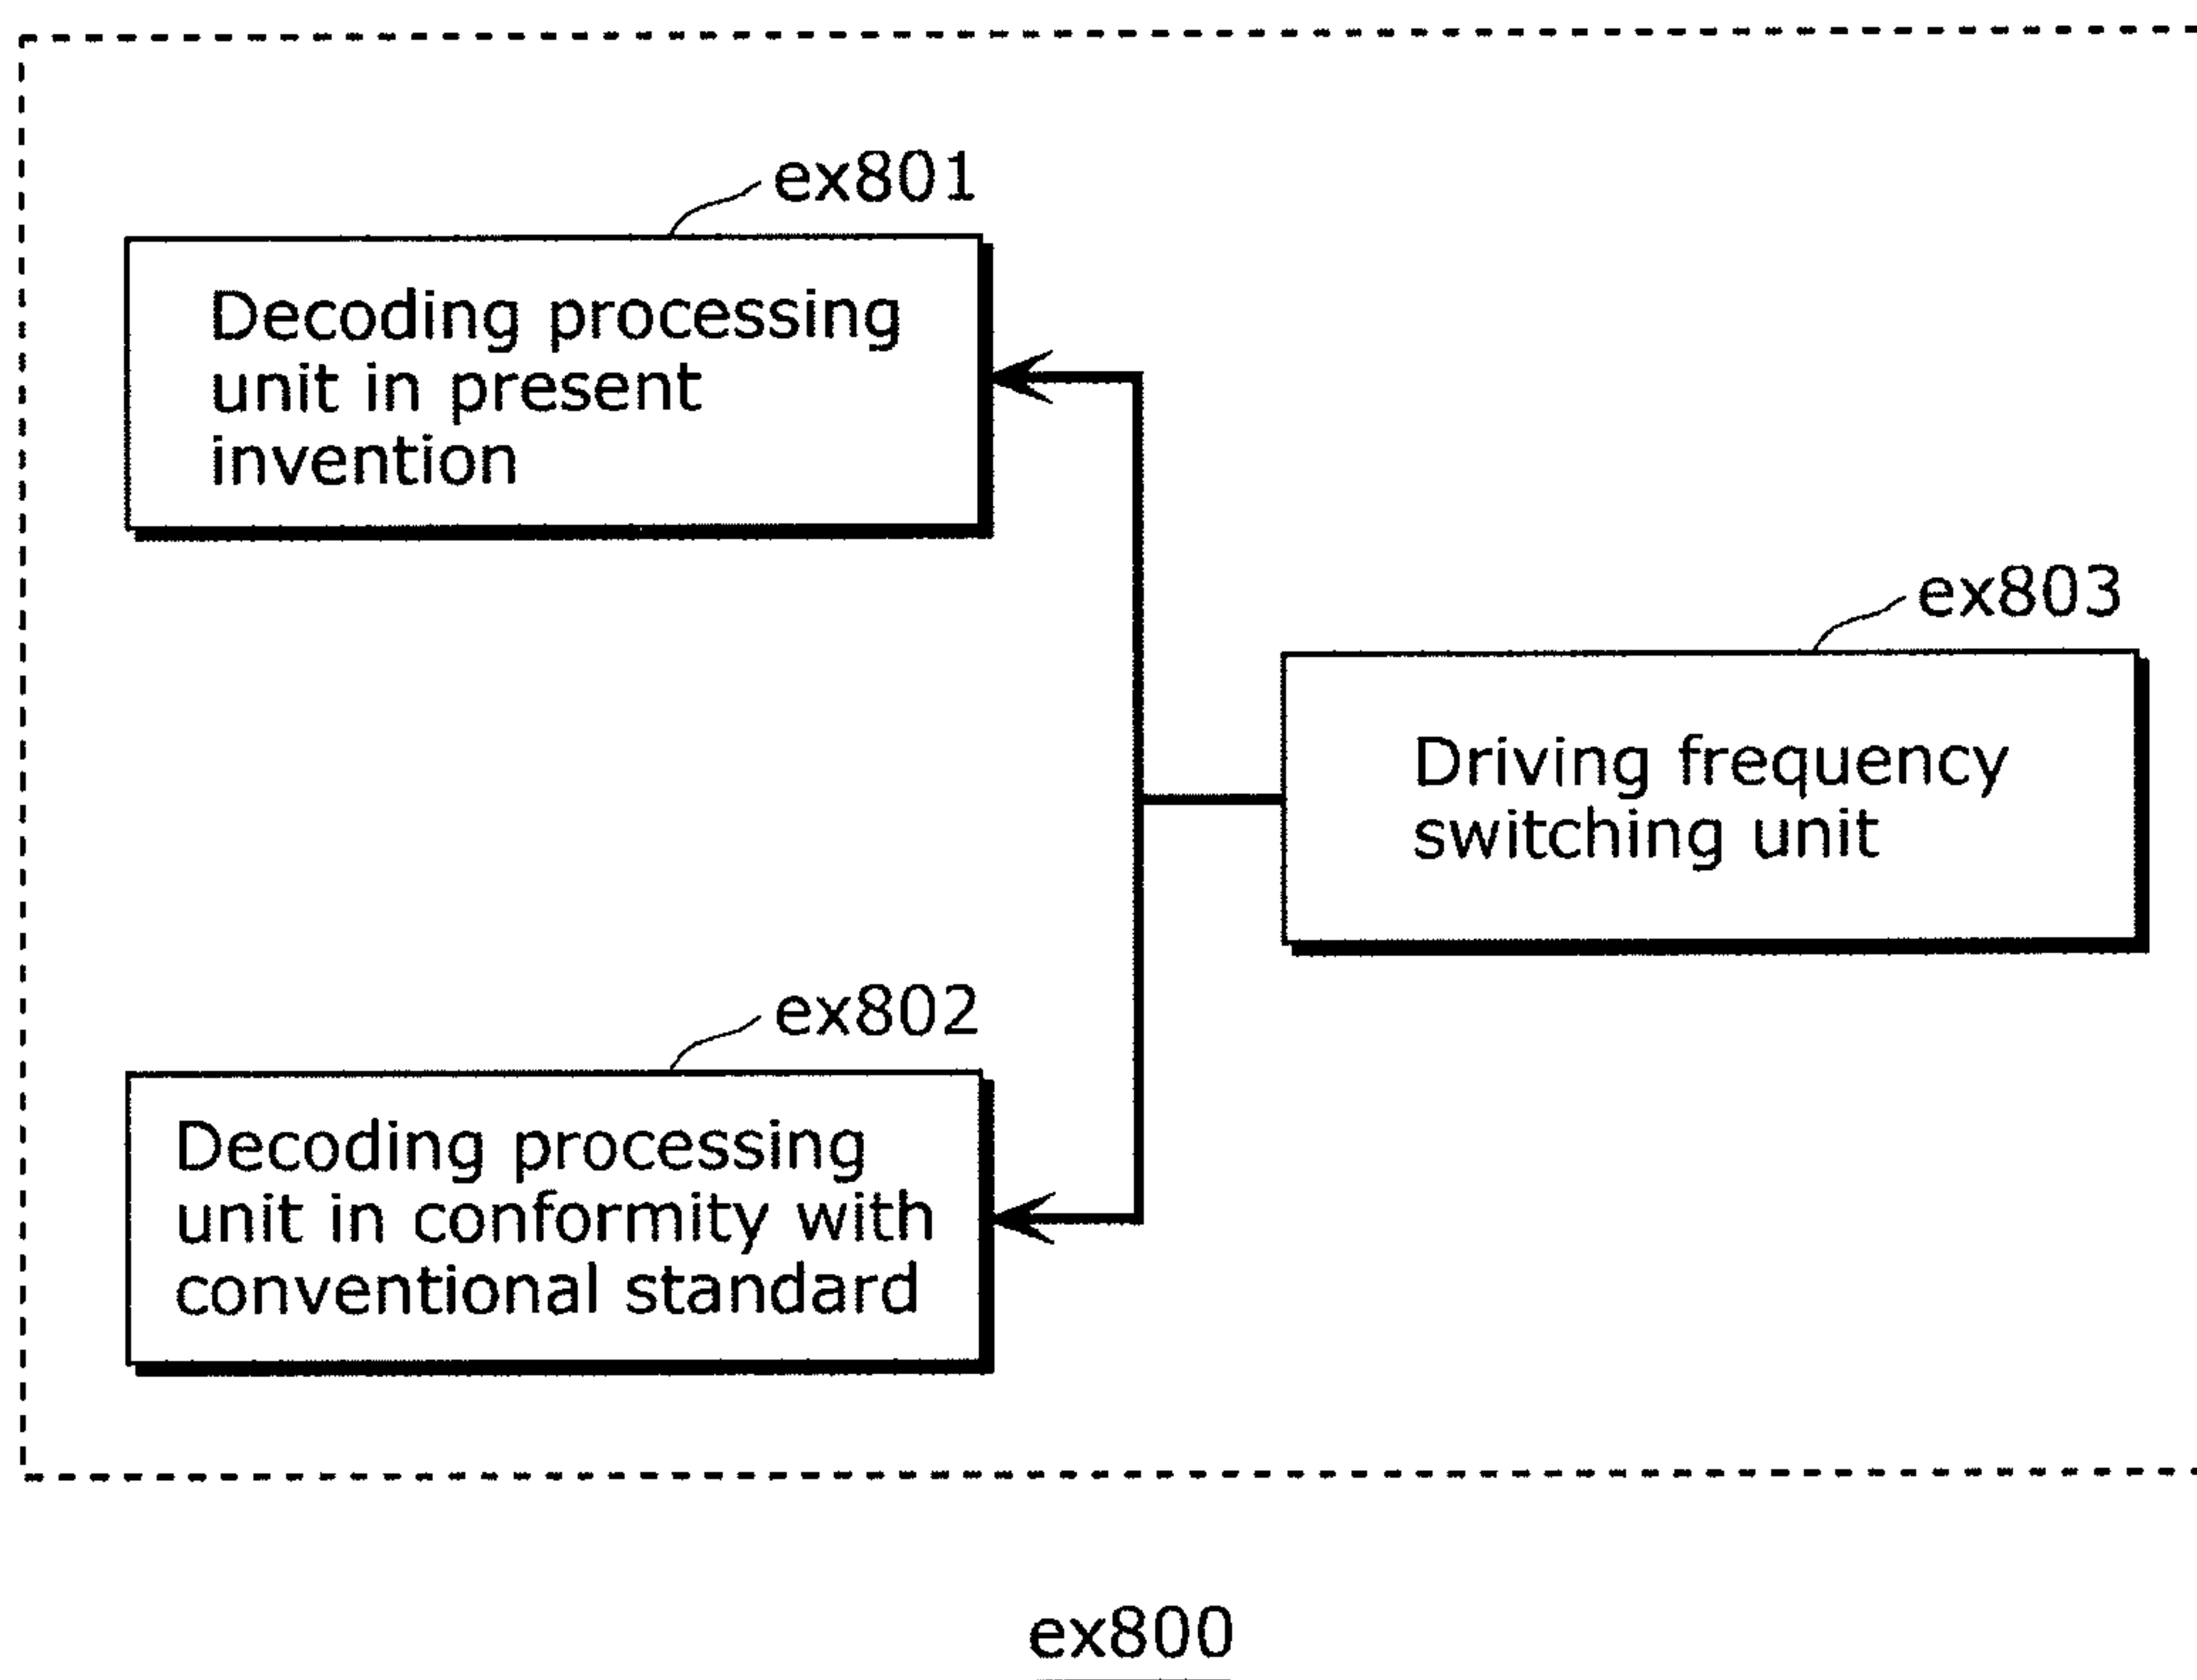 ex801
Decoding processing
unit in present
invention
ex803
Driving frequency
switching unit
ex802
Decoding processing
unit in conformity with
conventional standard
ex800